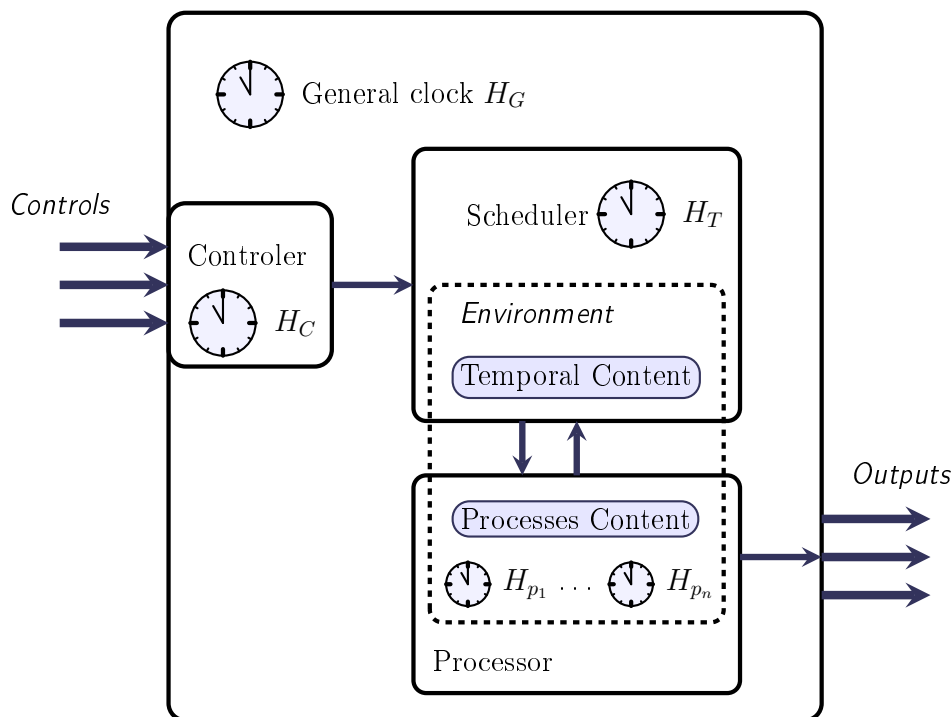 General clock H_G
Controls
Scheduler H_T
Controler
H_C
Environment
Temporal Content
Outputs
Processes Content
H_{p_1} . . . H_{p_n}
Processor